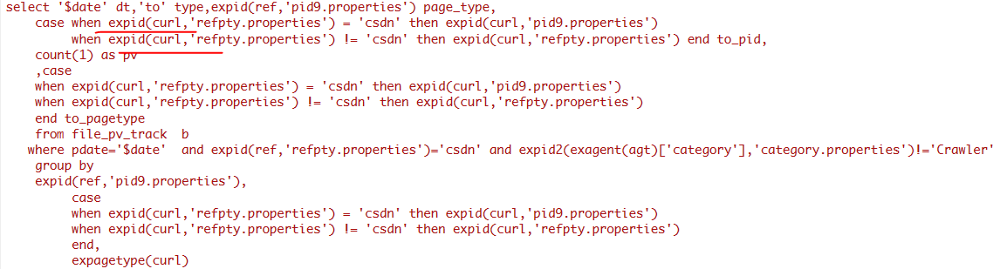 select '$date' dt,'to' type,expid(ref,'pid9.properties') page_type,
case when expid(curl,'refpty.properties') = 'csdn' then expid(curl,'pid9.properties')
when expid(curl,'refpty.properties') != 'csdn' then expid(curl,'refpty.properties') end to_pid,
count(1) as pv
,case
when expid(curl,'refpty.properties') = 'csdn' then expid(curl,'pid9.properties')
when expid(curl,'refpty.properties') != 'csdn' then expid(curl,'refpty.properties')
end to_pagetype
from file_pv_track  b
where pdate='$date'  and expid(ref,'refpty.properties')='csdn' and expid2(exagent(agt)['category'],'category.properties')!='Crawler'
group by
expid(ref,'pid9.properties'),
case
when expid(curl,'refpty.properties') = 'csdn' then expid(curl,'pid9.properties')
when expid(curl,'refpty.properties') != 'csdn' then expid(curl,'refpty.properties')
end,
expagetype(curl)